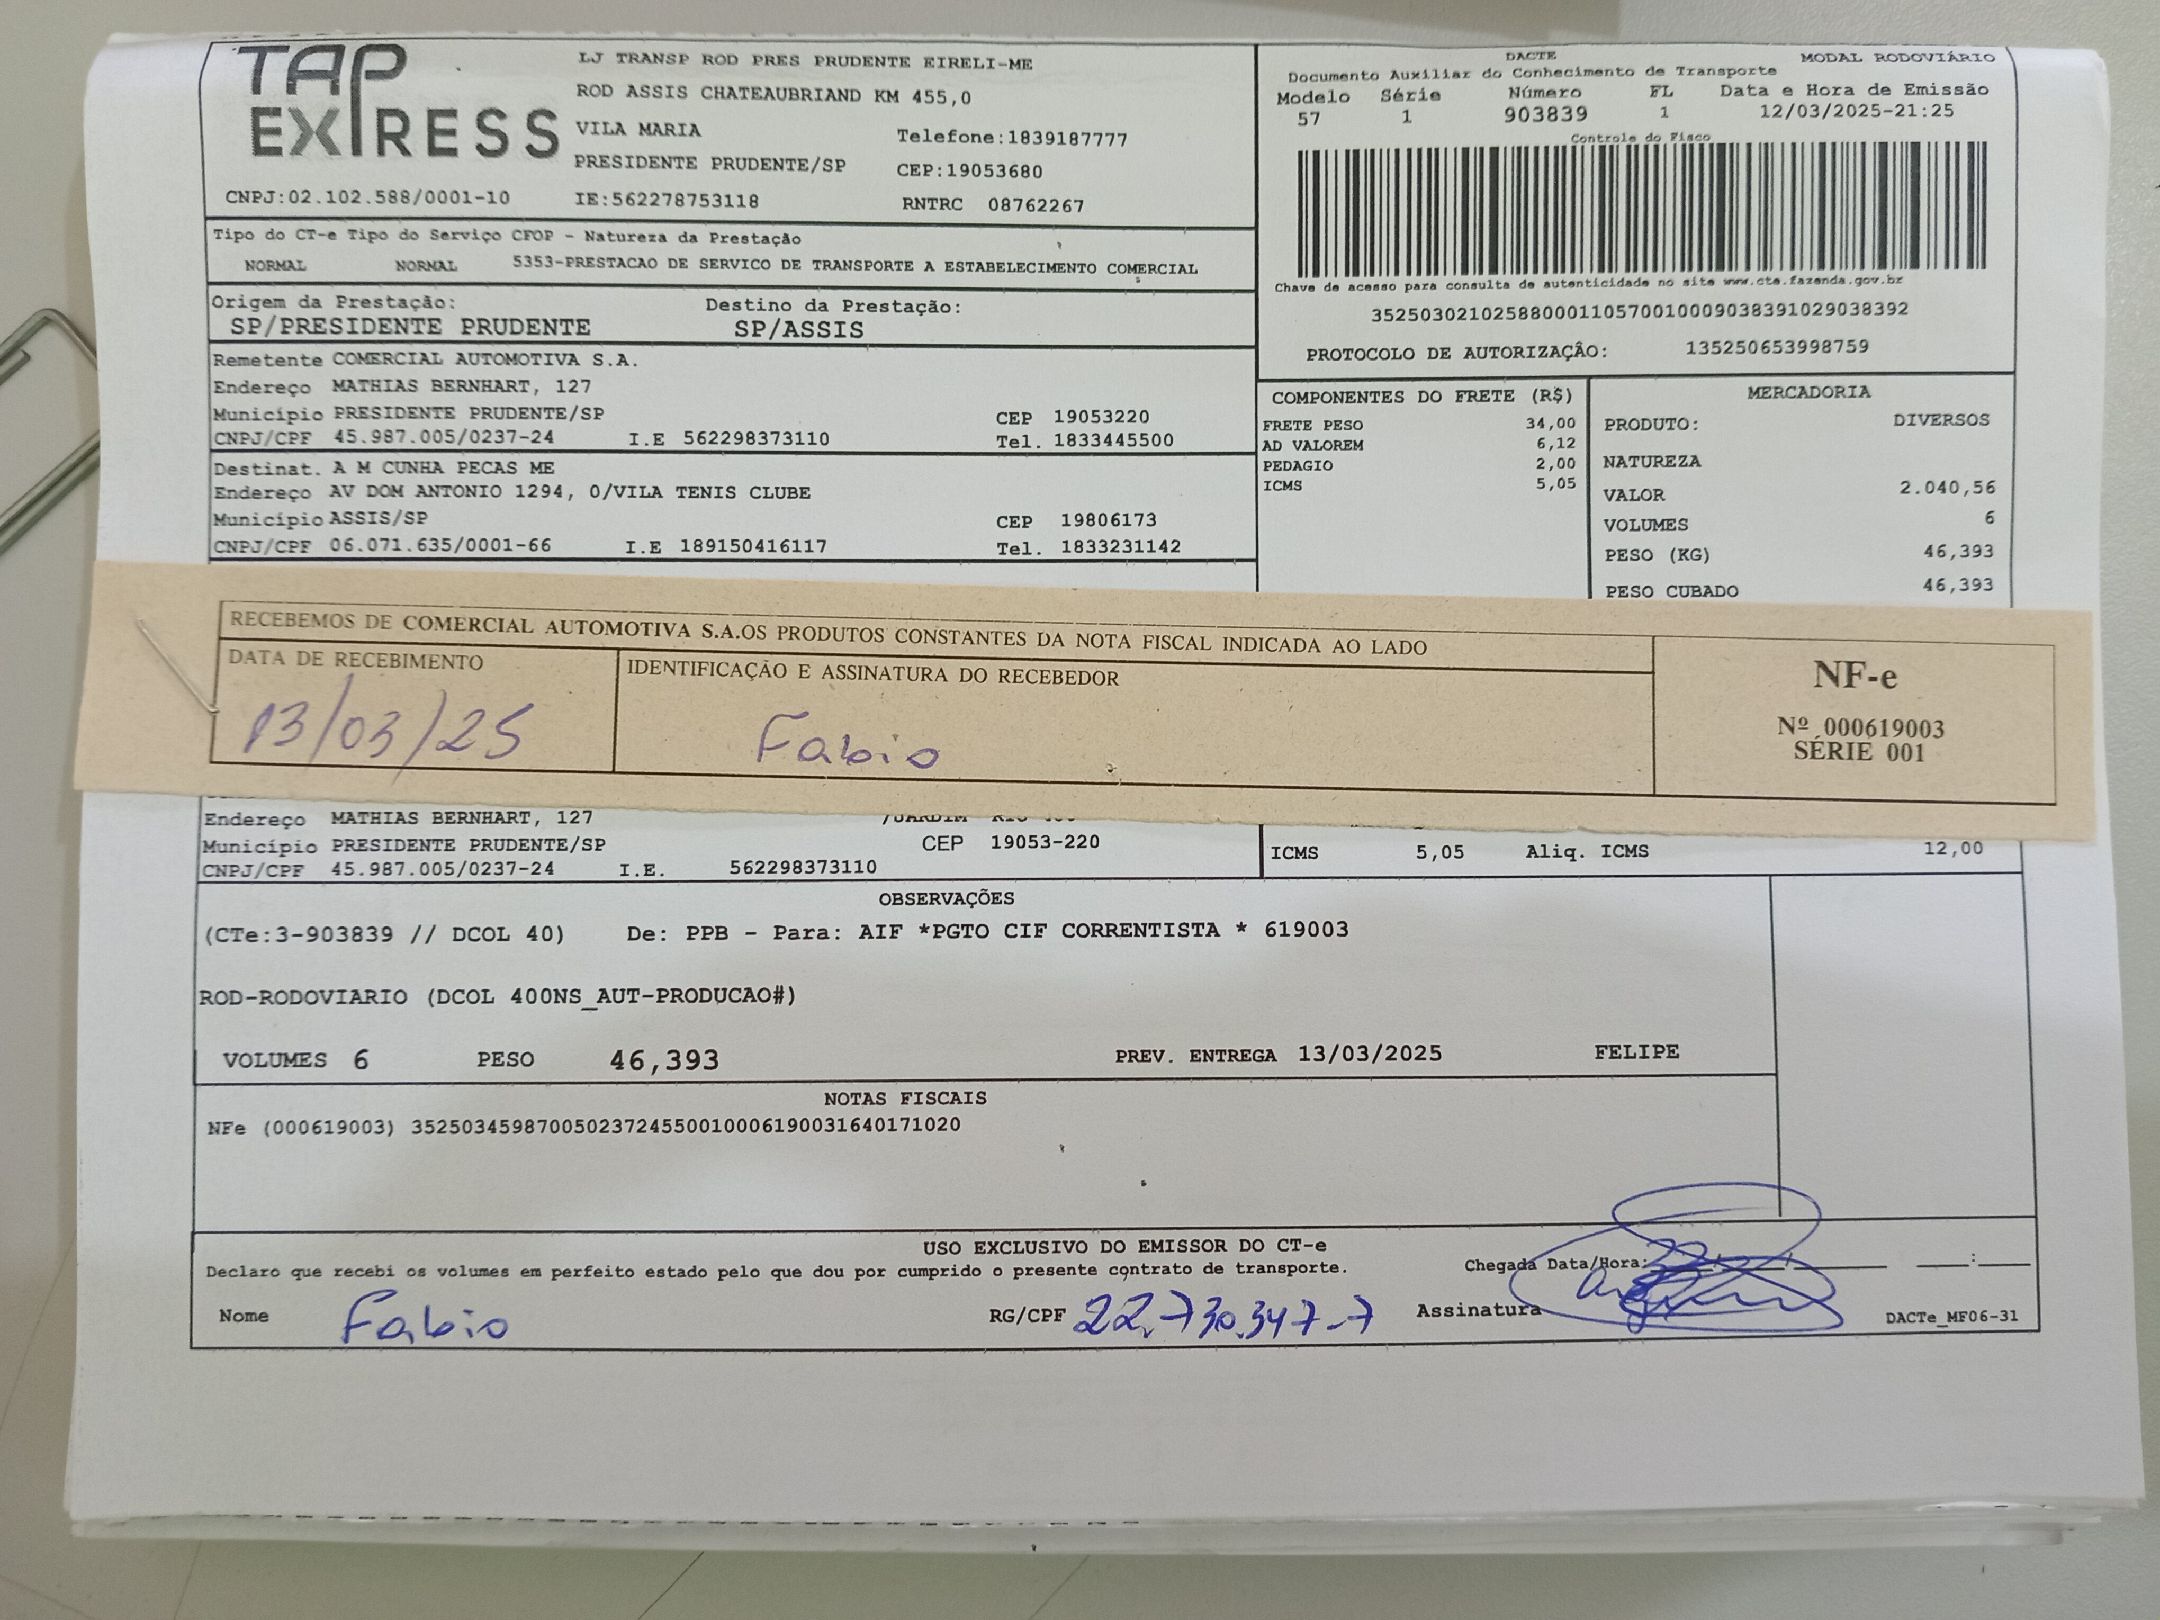 TAP EXPRESS
LJ TRANSP ROD PRES PRUDENTE EIRELI-ME
ROD ASSIS CHATEAUBRIAND KM 455,0
VILA MARIA Telefone:1839187777
PRESIDENTE PRUDENTE/SP CEP:19053680
CNPJ:02.102.588/0001-10 IE:562278753118 RNTRC 08762267
DACTE MODAL RODOVIÁRIO
Documento Auxiliar do Conhecimento de Transporte
Modelo Série Número FL Data e Hora de Emissão
57 1 903839 1 12/03/2025-21:25
Controle do Fisco
Chave de acesso para consulta de autenticidade no site www.cte.fazenda.gov.br
35250302102588000110570010009038391029038392
PROTOCOLO DE AUTORIZAÇÂO: 135250653998759
Tipo do CT-e Tipo do Serviço CFOP - Natureza da Prestação
NORMAL NORMAL 5353-PRESTACAO DE SERVICO DE TRANSPORTE A ESTABELECIMENTO COMERCIAL
Origem da Prestação: Destino da Prestação:
SP/PRESIDENTE PRUDENTE SP/ASSIS
Remetente COMERCIAL AUTOMOTIVA S.A.
Endereço MATHIAS BERNHART, 127
Município PRESIDENTE PRUDENTE/SP CEP 19053220
CNPJ/CPF 45.987.005/0237-24 I.E 562298373110 Tel. 1833445500
Destinat. A M CUNHA PECAS ME
Endereço AV DOM ANTONIO 1294, 0/VILA TENIS CLUBE
Município ASSIS/SP CEP 19806173
CNPJ/CPF 06.071.635/0001-66 I.E 189150416117 Tel. 1833231142
COMPONENTES DO FRETE (R$)
FRETE PESO 34,00
AD VALOREM 6,12
PEDAGIO 2,00
ICMS 5,05
MERCADORIA
PRODUTO: DIVERSOS
NATUREZA
VALOR 2.040,56
VOLUMES 6
PESO (KG) 46,393
PESO CUBADO 46,393
RECEBEMOS DE COMERCIAL AUTOMOTIVA S.A.OS PRODUTOS CONSTANTES DA NOTA FISCAL INDICADA AO LADO
DATA DE RECEBIMENTO IDENTIFICAÇÃO E ASSINATURA DO RECEBEDOR
13/03/25 Fabio
NF-e
Nº 000619003
SÉRIE 001
Endereço MATHIAS BERNHART, 127 /JARDIM
Município PRESIDENTE PRUDENTE/SP CEP 19053-220
CNPJ/CPF 45.987.005/0237-24 I.E. 562298373110
ICMS 5,05 Aliq. ICMS 12,00
OBSERVAÇÕES
(CTe:3-903839 // DCOL 40) De: PPB - Para: AIF *PGTO CIF CORRENTISTA * 619003
ROD-RODOVIARIO (DCOL 400NS_AUT-PRODUCAO#)
VOLUMES 6 PESO 46,393 PREV. ENTREGA 13/03/2025 FELIPE
NOTAS FISCAIS
NFe (000619003) 35250345987005023724550010006190031640171020
USO EXCLUSIVO DO EMISSOR DO CT-e
Declaro que recebi os volumes em perfeito estado pelo que dou por cumprido o presente contrato de transporte. Chegada Data/Hora:
Nome Fabio RG/CPF 22.730.347-7 Assinatura DACTe_MF06-31